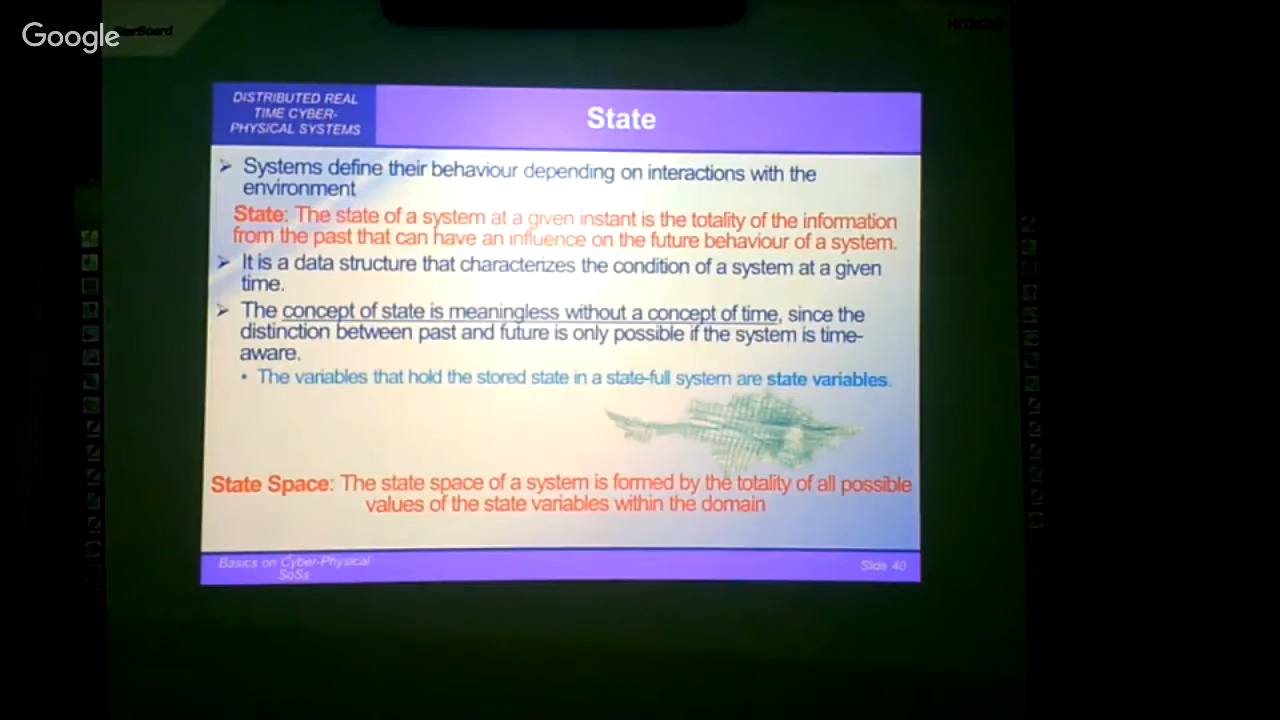 Google
StarBoard
HITACHI
DISTRIBUTED REAL
TIME CYBER-
PHYSICAL SYSTEMS
State
➢ Systems define their behaviour depending on interactions with the
environment
State: The state of a system at a given instant is the totality of the information
from the past that can have an influence on the future behaviour of a system.
➢ It is a data structure that characterizes the condition of a system at a given
time.
➢ The concept of state is meaningless without a concept of time, since the
distinction between past and future is only possible if the system is time-
aware.
• The variables that hold the stored state in a state-full system are state variables.
State Space: The state space of a system is formed by the totality of all possible
values of the state variables within the domain
Basics on Cyber-Physical
SoSs
Slide 40